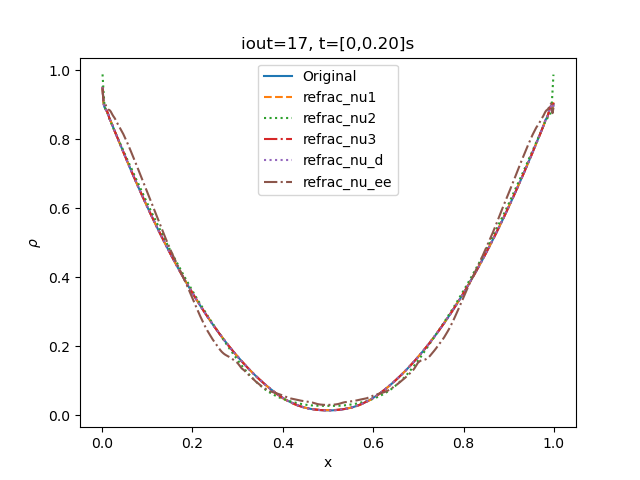 iout=17, t=[0,0.20]s
Original
refrac_nu1
refrac_nu2
refrac_nu3
refrac_nu_d
refrac_nu_ee
1.0
0.8
0.6
0.4
0.2
0.0
ρ
0.0 0.2 0.4 0.6 0.8 1.0
x